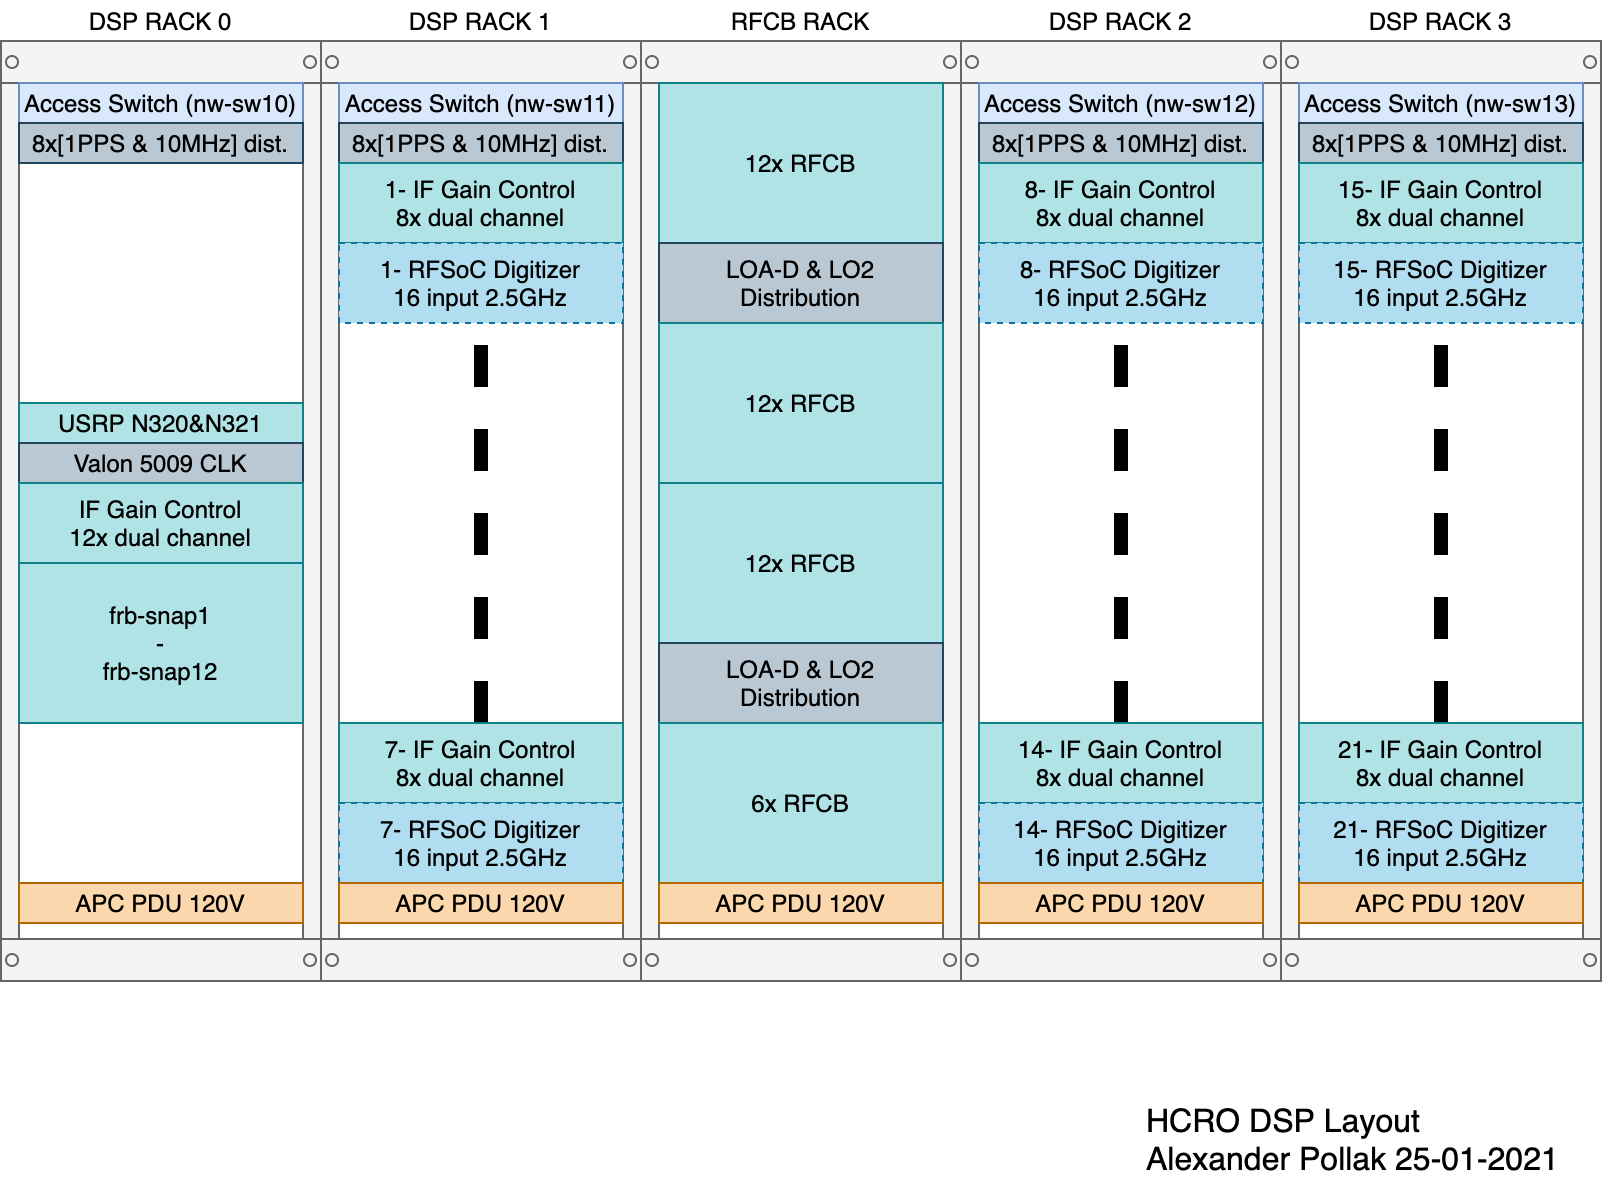 DSP RACK 0
Access Switch (nw-sw10)
8x[1PPS & 10MHz] dist.
USRP N320&N321
Valon 5009 CLK
IF Gain Control
12x dual channel
frb-snap1
-
frb-snap12
APC PDU 120V
DSP RACK 1
Access Switch (nw-sw11)
8x[1PPS & 10MHz] dist.
1- IF Gain Control
8x dual channel
1- RFSoC Digitizer
16 input 2.5GHz
7- IF Gain Control
8x dual channel
7- RFSoC Digitizer
16 input 2.5GHz
APC PDU 120V
RFCB RACK
12x RFCB
LOA-D & LO2
Distribution
12x RFCB
12x RFCB
LOA-D & LO2
Distribution
6x RFCB
APC PDU 120V
DSP RACK 2
Access Switch (nw-sw12)
8x[1PPS & 10MHz] dist.
8- IF Gain Control
8x dual channel
8- RFSoC Digitizer
16 input 2.5GHz
14- IF Gain Control
8x dual channel
14- RFSoC Digitizer
16 input 2.5GHz
APC PDU 120V
DSP RACK 3
Access Switch (nw-sw13)
8x[1PPS & 10MHz] dist.
15- IF Gain Control
8x dual channel
15- RFSoC Digitizer
16 input 2.5GHz
21- IF Gain Control
8x dual channel
21- RFSoC Digitizer
16 input 2.5GHz
APC PDU 120V
HCRO DSP Layout
Alexander Pollak 25-01-2021